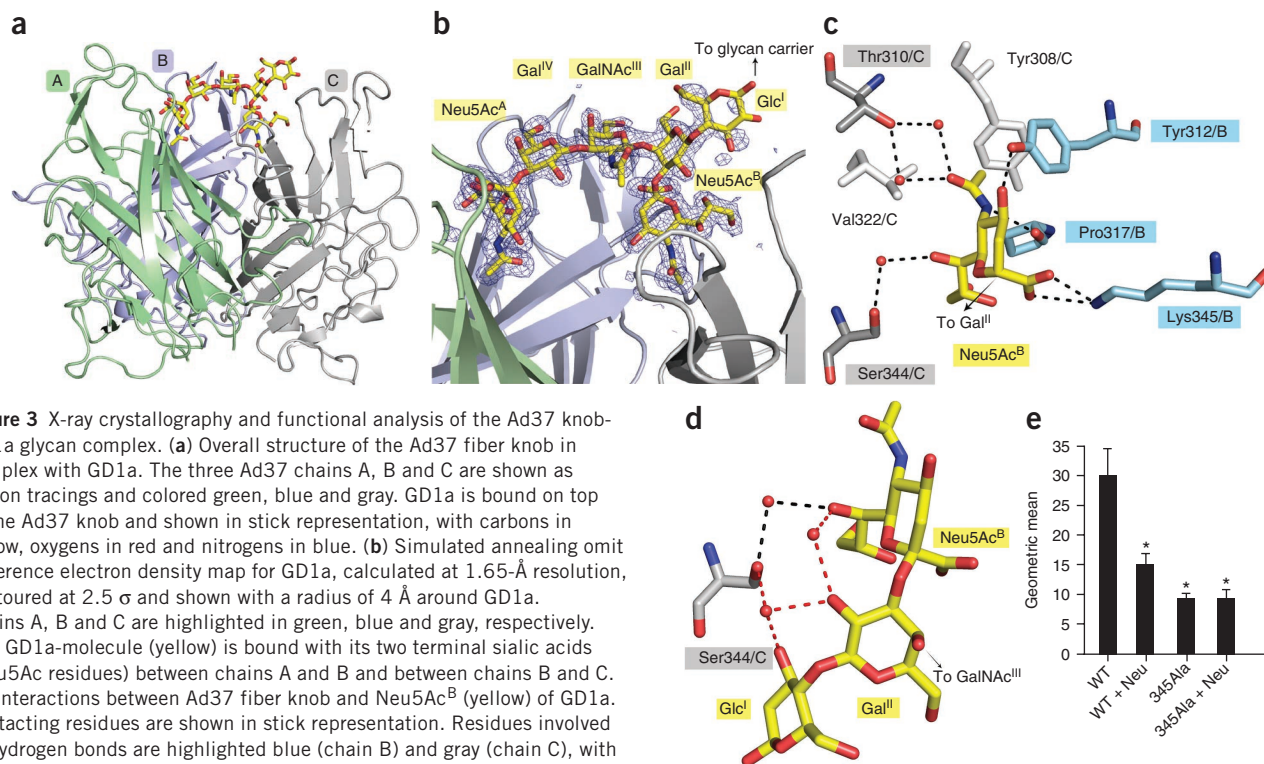 a
A
B
C
b
To glycan carrier
Gal^IV
GalNAc^III
Gal^II
Glc^I
Neu5Ac^A
Neu5Ac^B
c
Thr310/C
Tyr308/C
Tyr312/B
Val322/C
Pro317/B
Lys345/B
To Gal^II
Neu5Ac^B
Ser344/C
ure 3 X-ray crystallography and functional analysis of the Ad37 knob-
1a glycan complex. (a) Overall structure of the Ad37 fiber knob in
plex with GD1a. The three Ad37 chains A, B and C are shown as
on tracings and colored green, blue and gray. GD1a is bound on top
ne Ad37 knob and shown in stick representation, with carbons in
ow, oxygens in red and nitrogens in blue. (b) Simulated annealing omit
erence electron density map for GD1a, calculated at 1.65-Å resolution,
toured at 2.5 σ and shown with a radius of 4 Å around GD1a.
ins A, B and C are highlighted in green, blue and gray, respectively.
GD1a-molecule (yellow) is bound with its two terminal sialic acids
u5Ac residues) between chains A and B and between chains B and C.
nteractions between Ad37 fiber knob and Neu5Ac^B (yellow) of GD1a.
tacting residues are shown in stick representation. Residues involved
ydrogen bonds are highlighted blue (chain B) and gray (chain C), with
d
Neu5Ac^B
Ser344/C
To GalNAc^III
Glc^I
Gal^II
e
Geometric mean
35
30
25
20
15
10
5
0
*
*
*
WT
WT + Neu
345Ala
345Ala + Neu